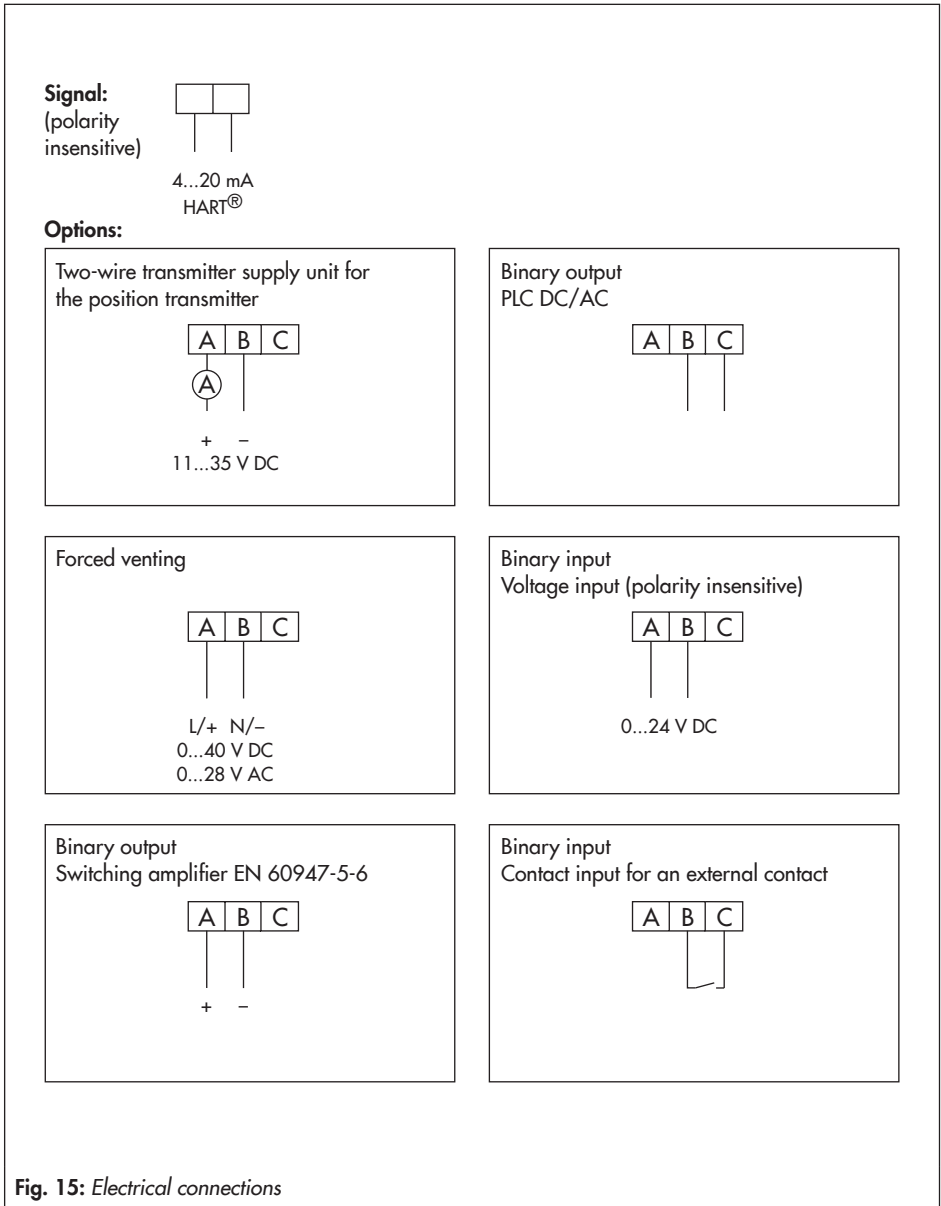 Signal:
(polarity
insensitive)
4...20 mA
HART®
Options:
Two-wire transmitter supply unit for
the position transmitter
A B C
A
+ –
11...35 V DC
Binary output
PLC DC/AC
A B C
Forced venting
A B C
L/+ N/–
0...40 V DC
0...28 V AC
Binary input
Voltage input (polarity insensitive)
A B C
0...24 V DC
Binary output
Switching amplifier EN 60947-5-6
A B C
+ –
Binary input
Contact input for an external contact
A B C
Fig. 15: Electrical connections